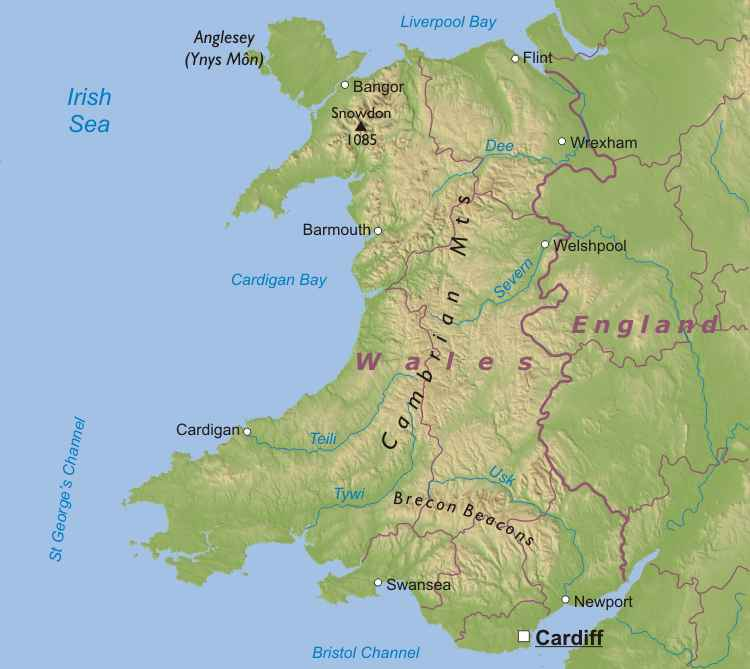 Liverpool Bay
Anglesey
(Ynys Môn)
Flint
Bangor
Irish
Sea
Snowdon
1085
Wrexham
Dee
Barmouth
Welshpool
Cardigan Bay
Severn
Cambrian Mts
England
Wales
Cardigan
Teili
St George's Channel
Usk
Tywi
Brecon Beacons
Swansea
Newport
Cardiff
Bristol Channel